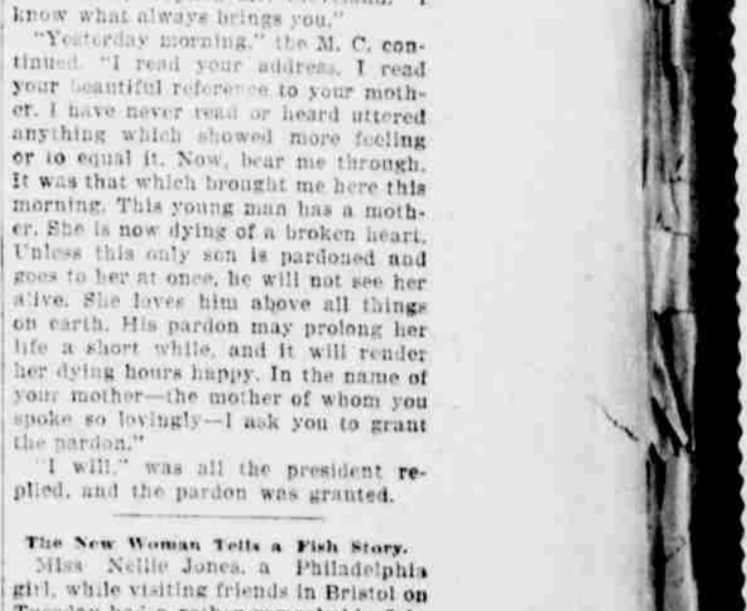 know what always brings you."
"Yesterday morning," the M. C. con-
tinued. "I read your address. I read
your beautiful reference to your moth-
er. I have never read or heard uttered
anything which showed more feeling
or to equal it. Now, bear me through.
It was that which brought me here this
morning. This young man has a moth-
er. She is now dying of a broken heart.
Unless this only son is pardoned and
goes to her at once, he will not see her
alive. She loves him above all things
on earth. His pardon may prolong her
life a short while, and it will render
her dying hours happy. In the name of
your mother—the mother of whom you
spoke so lovingly—I ask you to grant
the pardon."
"I will," was all the president re-
plied, and the pardon was granted.
The New Woman Tells a Fish Story.
Miss Nellie Jones, a Philadelphia
girl, while visiting friends in Bristol on
Tuesday had a rather